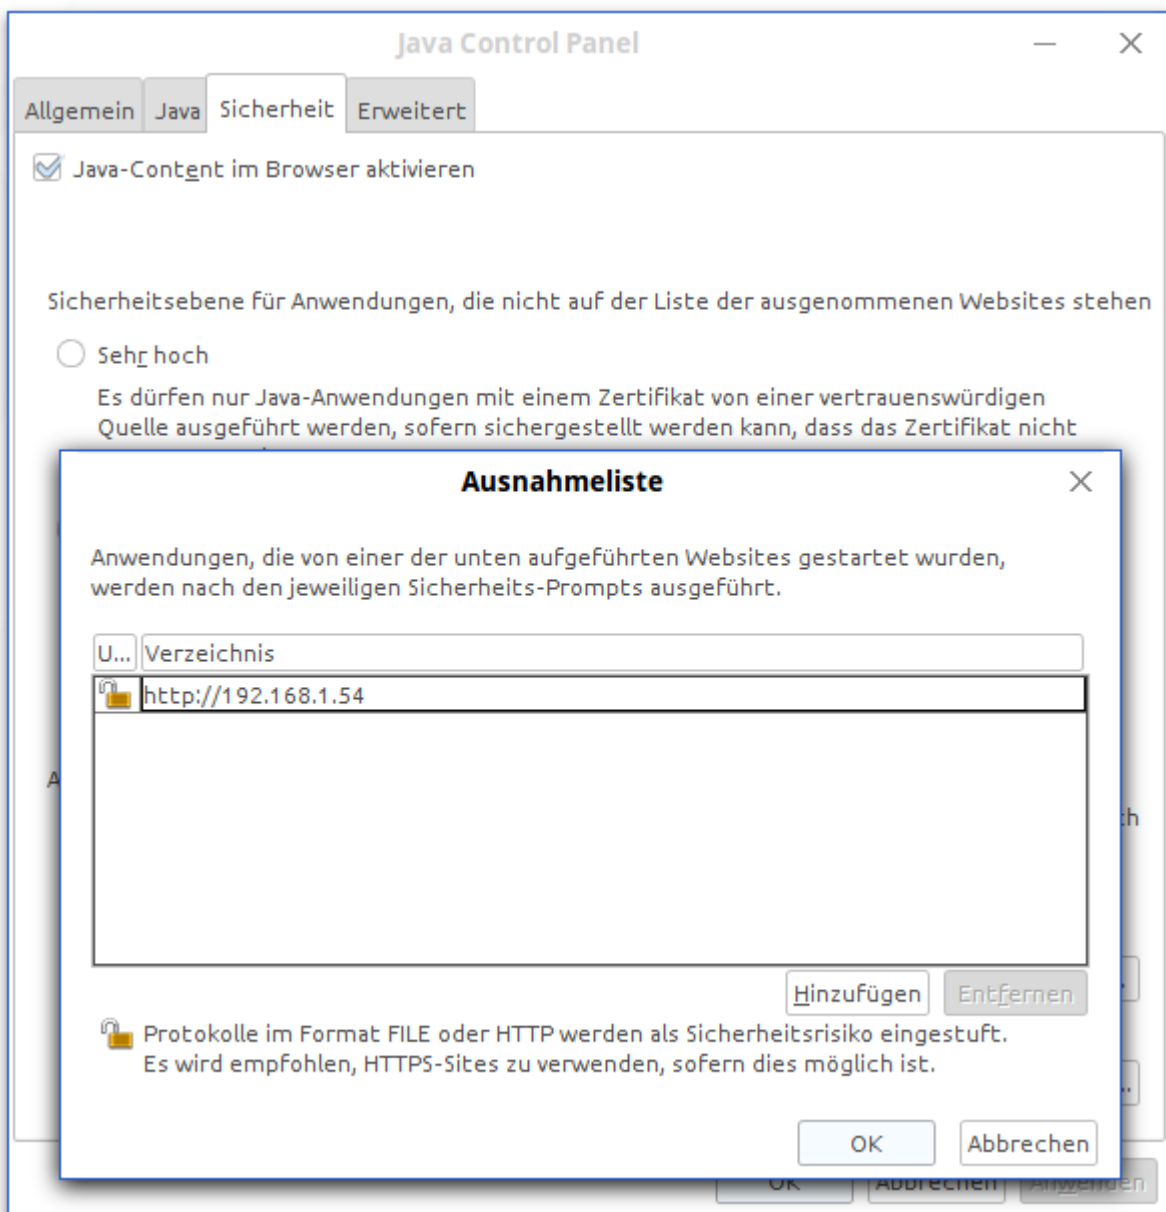 Java Control Panel
Allgemein Java Sicherheit Erweitert
Java-Content im Browser aktivieren
Sicherheitsebene für Anwendungen, die nicht auf der Liste der ausgenommenen Websites stehen
Sehr hoch
Es dürfen nur Java-Anwendungen mit einem Zertifikat von einer vertrauenswürdigen
Quelle ausgeführt werden, sofern sichergestellt werden kann, dass das Zertifikat nicht
Ausnahmeliste
Anwendungen, die von einer der unten aufgeführten Websites gestartet wurden,
werden nach den jeweiligen Sicherheits-Prompts ausgeführt.
U... Verzeichnis
http://192.168.1.54
Hinzufügen Entfernen
Protokolle im Format FILE oder HTTP werden als Sicherheitsrisiko eingestuft.
Es wird empfohlen, HTTPS-Sites zu verwenden, sofern dies möglich ist.
OK Abbrechen
OK Abbrechen Anwenden